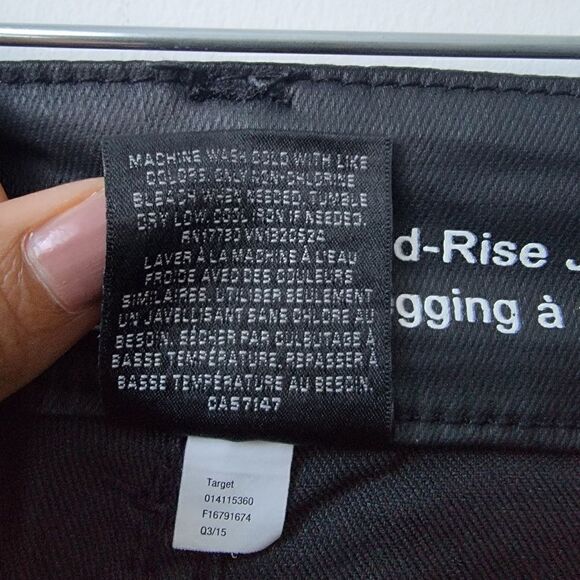 MACHINE WASH COLD WITH LIKE
COLORS. ONLY NON-CHLORINE
BLEACH WHEN NEEDED. TUMBLE
DRY LOW. COOL IRON IF NEEDED.
RN17730 VN1820SZA
LAVER À LA MACHINE À L'EAU
FROIDE AVEC DES COULEURS
SIMILAIRES. UTILISER SEULEMENT
UN JAVELLISANT SANS CHLORE AU
BESOIN. SÉCHER PAR CULBUTAGE À
BASSE TEMPÉRATURE. REPASSER À
BASSE TEMPÉRATURE AU BESOIN.
CA57147
d-Rise J
gging à
Target
014115360
F16791674
Q3/15